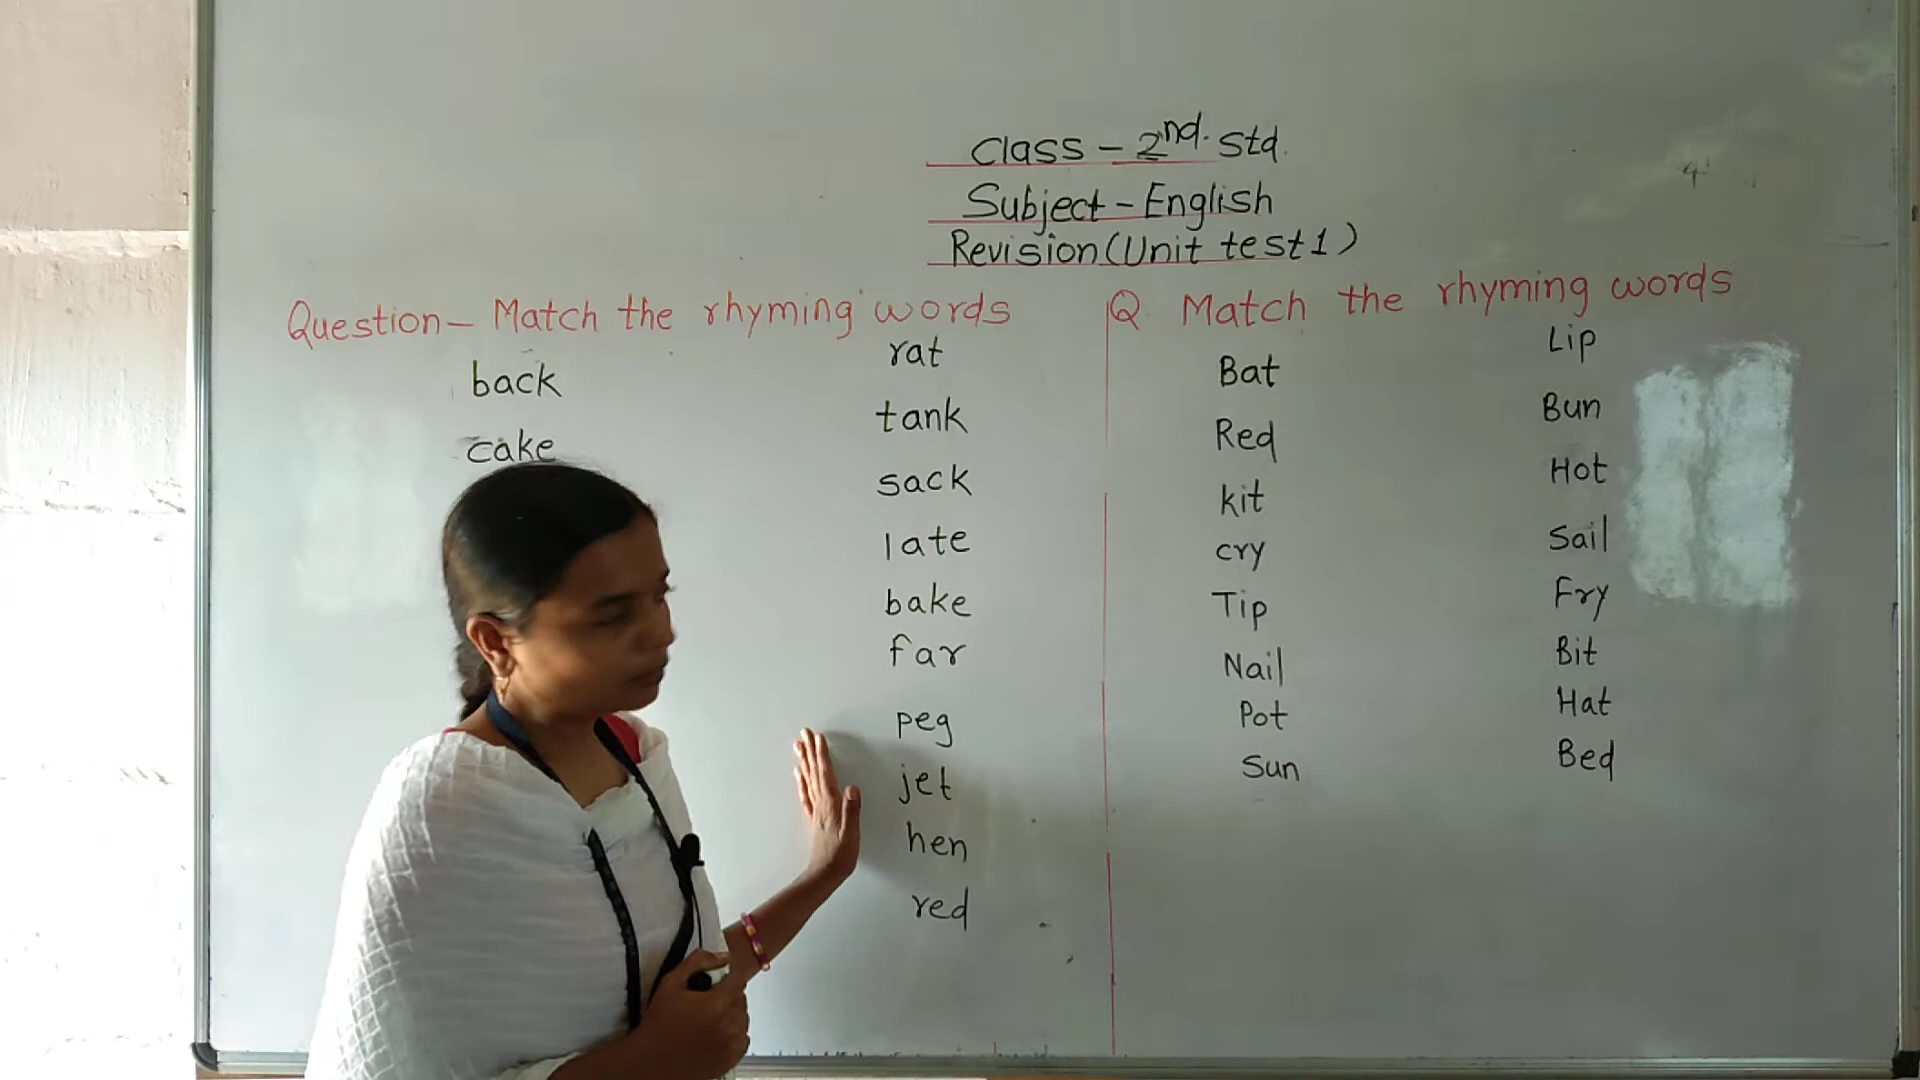 Class - 2nd. Std.
Subject - English
Revision (Unit test 1)
Question - Match the rhyming words
back
cake
rat
tank
sack
late
bake
far
peg
jet
hen
red
Q. Match the rhyming words
Bat
Red
kit
cry
Tip
Nail
Pot
Sun
Lip
Bun
Hot
Sail
Fry
Bit
Hat
Bed